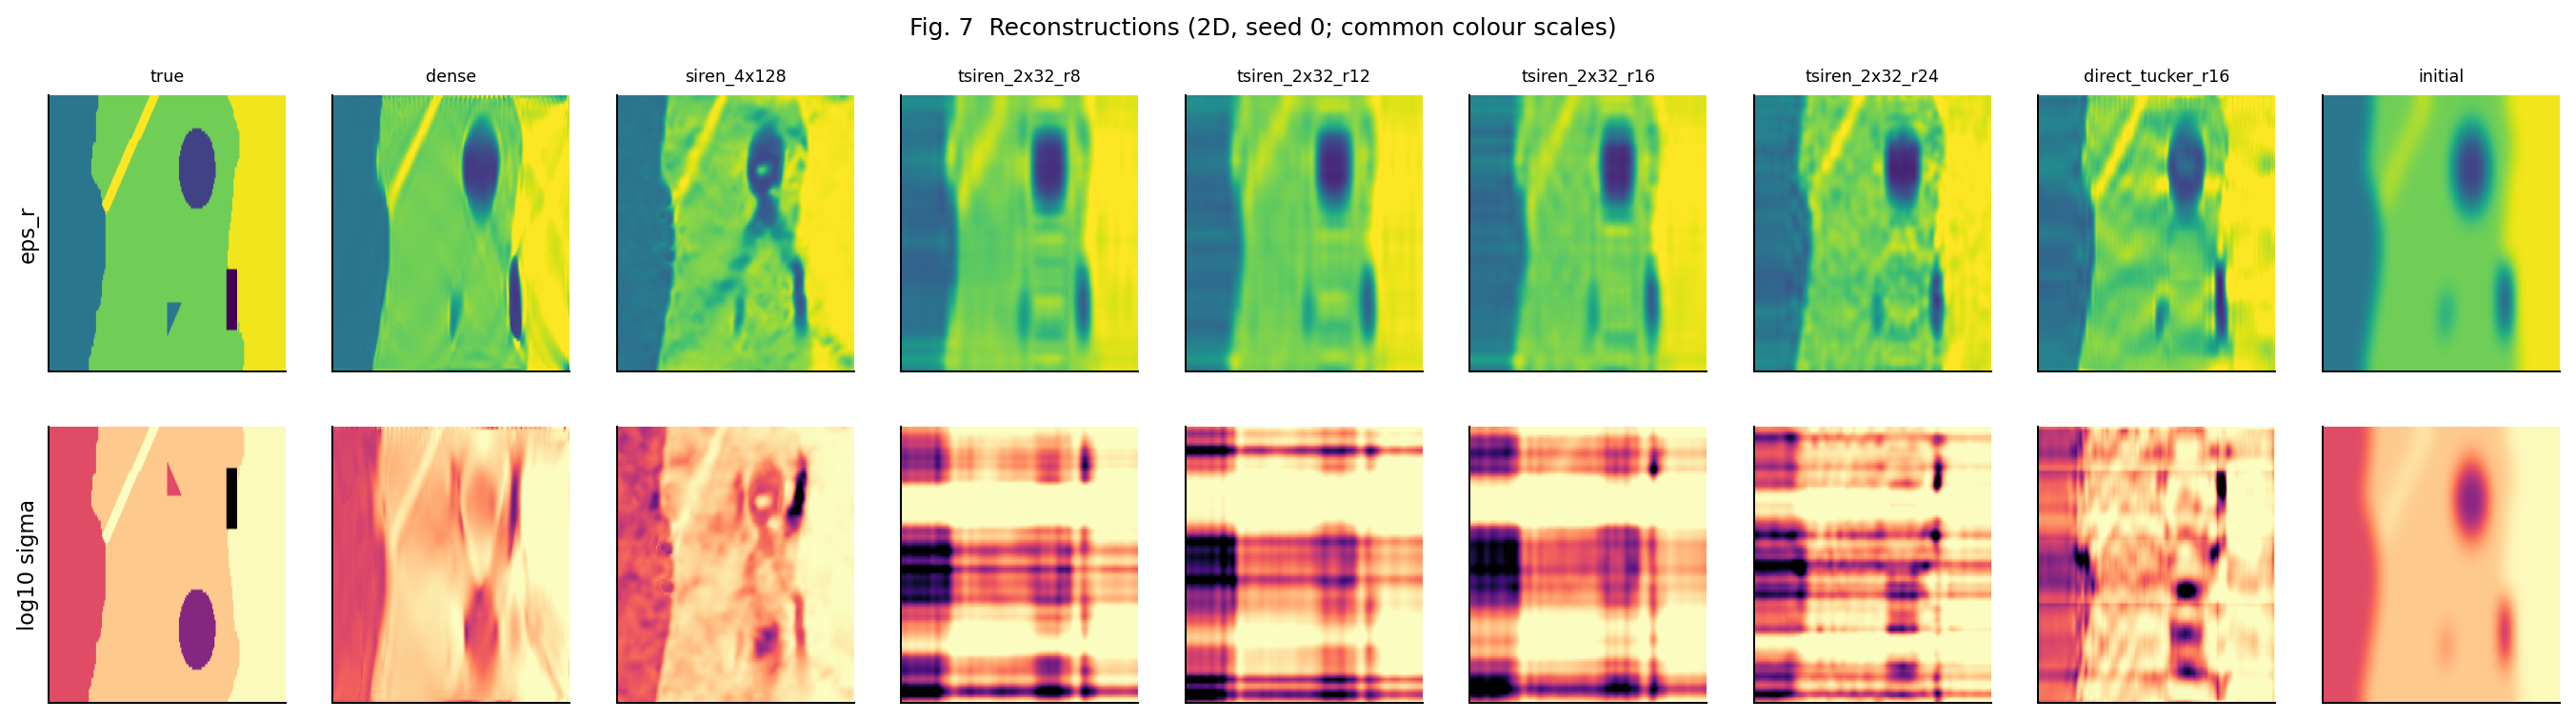 Fig. 7  Reconstructions (2D, seed 0; common colour scales)
true
dense
siren_4x128
tsiren_2x32_r8
tsiren_2x32_r12
tsiren_2x32_r16
tsiren_2x32_r24
direct_tucker_r16
initial
eps_r
log10 sigma